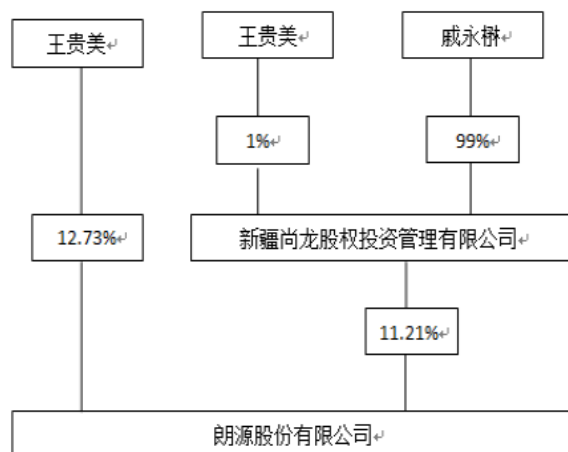 王贵美
王贵美
戚永楙
1%
99%
12.73%
新疆尚龙股权投资管理有限公司
11.21%
朗源股份有限公司